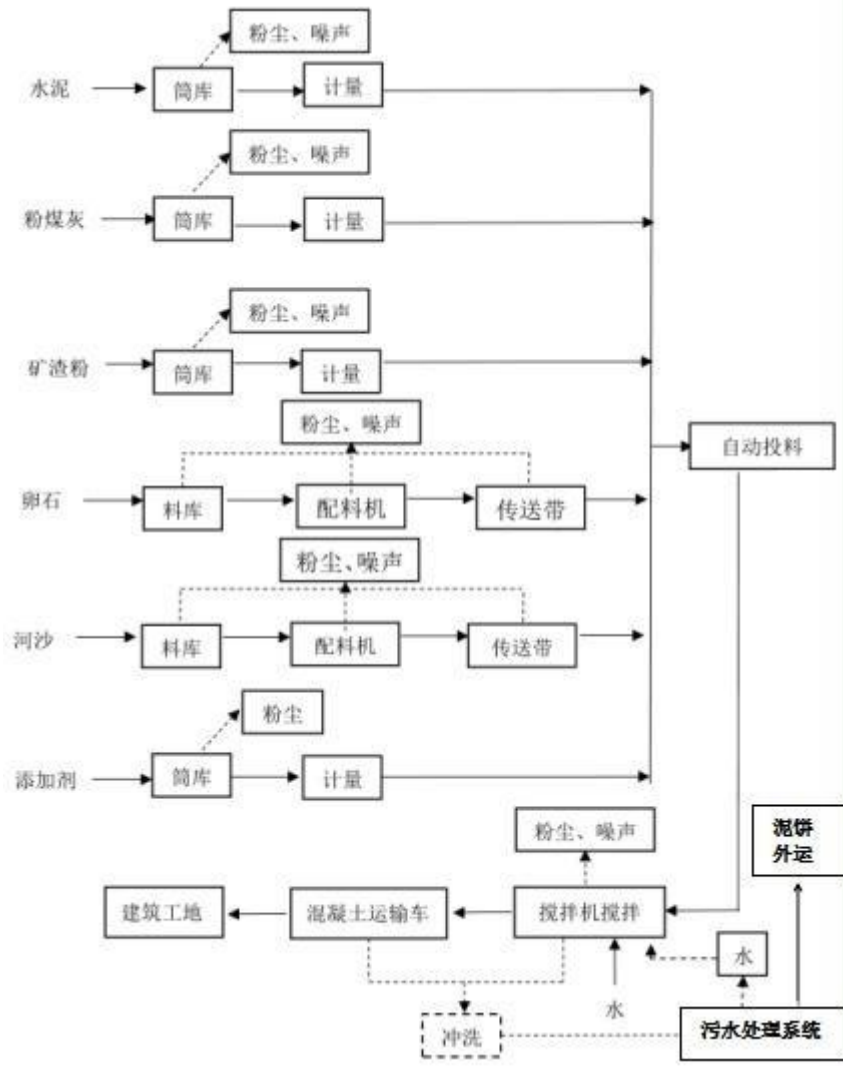 粉尘、噪声
水泥
筒库
计量
粉尘、噪声
粉煤灰
筒库
计量
粉尘、噪声
矿渣粉
筒库
计量
粉尘、噪声
自动投料
卵石
料库
配料机
传送带
粉尘、噪声
河沙
料库
配料机
传送带
粉尘
添加剂
筒库
计量
粉尘、噪声
泥饼
外运
建筑工地
混凝土运输车
搅拌机搅拌
水
水
冲洗
污水处理系统